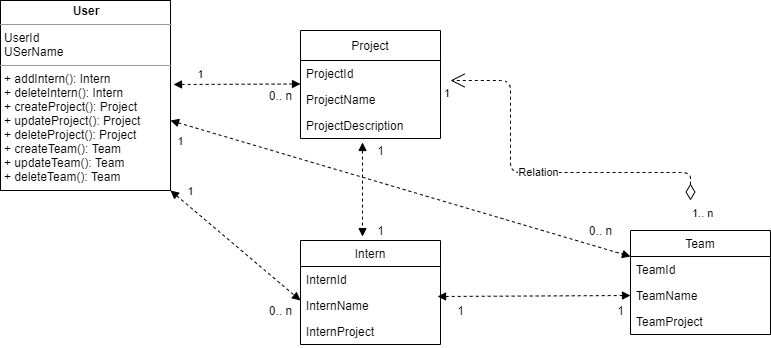 User
UserId
USerName
+ addIntern(): Intern
+ deleteIntern(): Intern
+ createProject(): Project
+ updateProject(): Project
+ deleteProject(): Project
+ createTeam(): Team
+ updateTeam(): Team
+ deleteTeam(): Team
1
0.. n
Project
ProjectId
ProjectName
ProjectDescription
1
Relation
1.. n
1
0.. n
1
1
1
0.. n
Intern
InternId
InternName
InternProject
1
1
Team
TeamId
TeamName
TeamProject